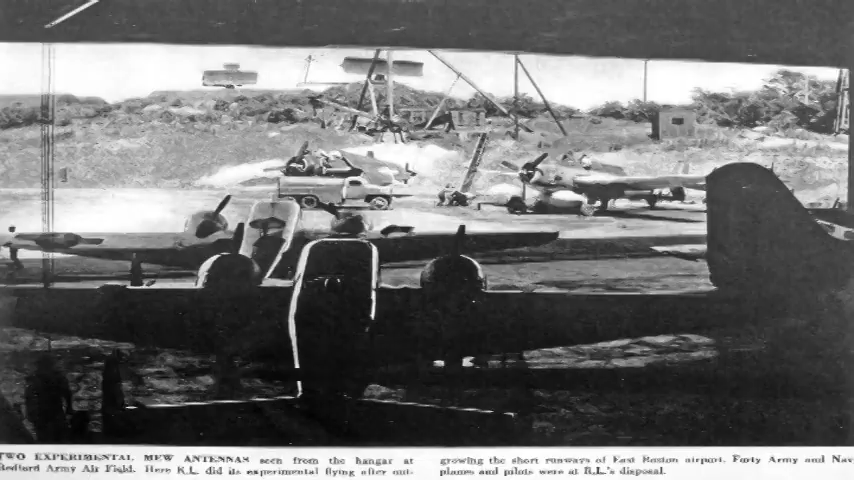 TWO EXPERIMENTAL MEW ANTENNAS seen from the hangar at
Bedford Army Air Field. Here R.L. did its experimental flying after out-
growing the short runways of East Boston airport. Forty Army and Navy
planes and pilots were at R.L.'s disposal.